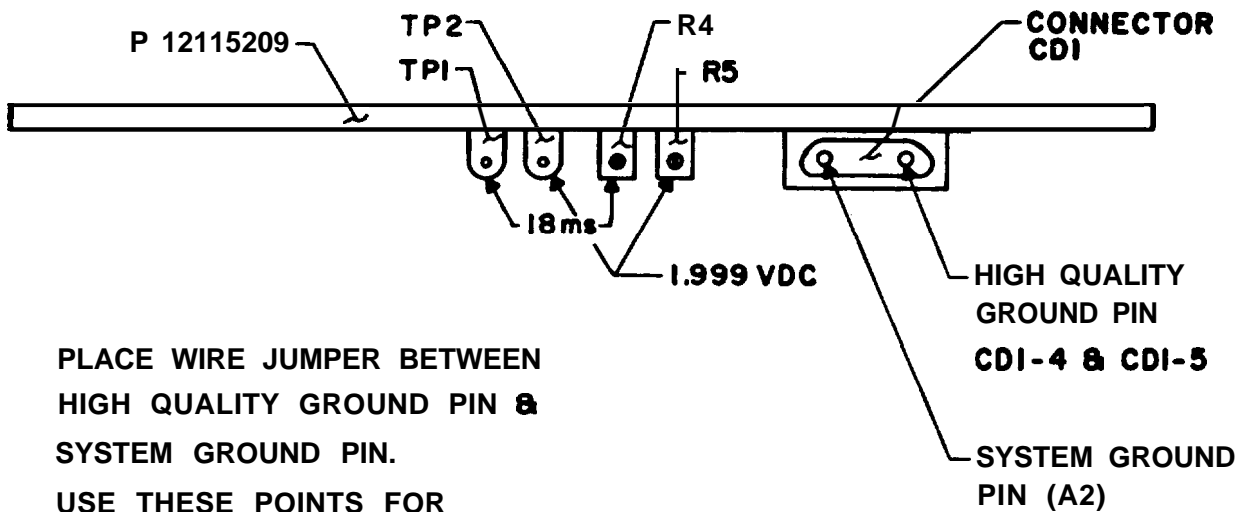 P 12115209
TP2
TP1
R4
R5
CONNECTOR
CD1
18ms
1.999 VDC
HIGH QUALITY
GROUND PIN
CD1-4 & CD1-5
SYSTEM GROUND
PIN (A2)
PLACE WIRE JUMPER BETWEEN
HIGH QUALITY GROUND PIN &
SYSTEM GROUND PIN.
USE THESE POINTS FOR